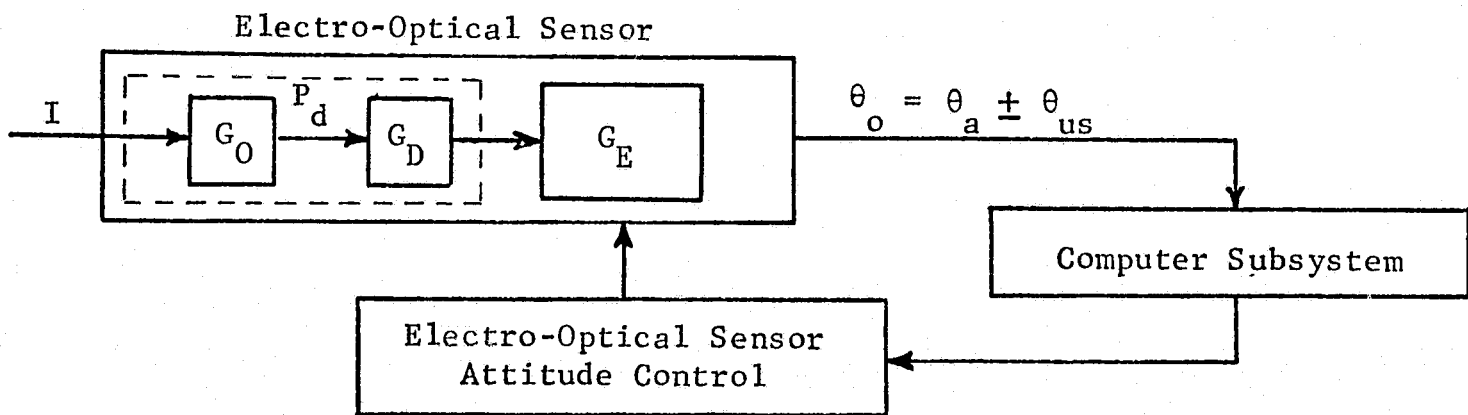 Electro-Optical Sensor
I
G_O
P_d
G_D
G_E
θ_o = θ_a ± θ_us
Computer Subsystem
Electro-Optical Sensor
Attitude Control